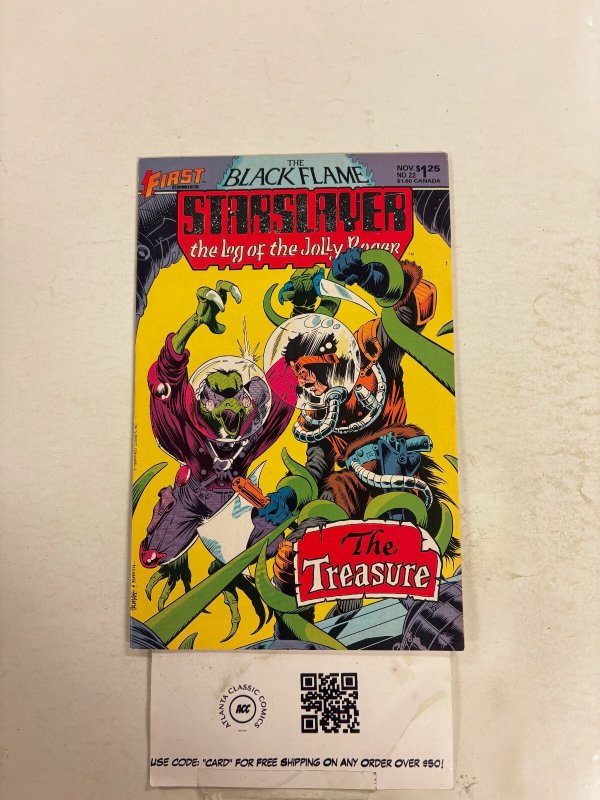 THE
BLACK FLAME
FIRST
COMICS
NOV. $1.25
NO. 22
$1.60 CANADA
STARSLAYER
the Log of the Jolly Roger
TM
The
Treasure
ATLANTA CLASSIC COMICS
ACC
USE CODE: "CARD" FOR FREE SHIPPING ON ANY ORDER OVER $50!